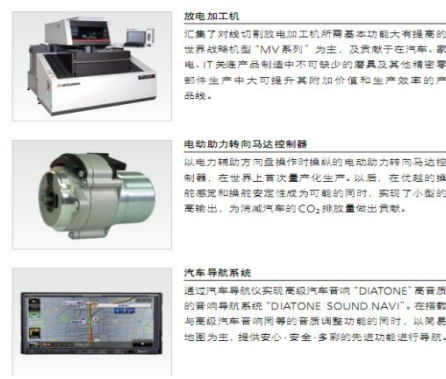 放电加工机
汇集了对线切割放电加工机所需基本功能大有提高的
世界战略机型“MV系列”为主，及贡献于在汽车、家
电、IT关连产品制造中不可缺少的磨具及其他精密零
部件生产中大可提升其附加价值和生产效率的产
品线。
电动助力转向马达控制器
以电力辅助方向盘操作时操纵的电动助力转向马达控
制器，在世界上首次量产化生产。以后，在优越的操
舵感觉和操舵安定性成为可能的同时，实现了小型的
高输出，为消减汽车的CO₂排放量做出贡献。
汽车导航系统
通过汽车导航仪实现高级汽车音响“DIATONE”高音质
的音响导航系统“DIATONE SOUND.NAVI”。在搭载
与高级汽车音响同等的音质调整功能的同时，以简易
地图为主，提供安心·安全·多彩的先进功能进行导航。